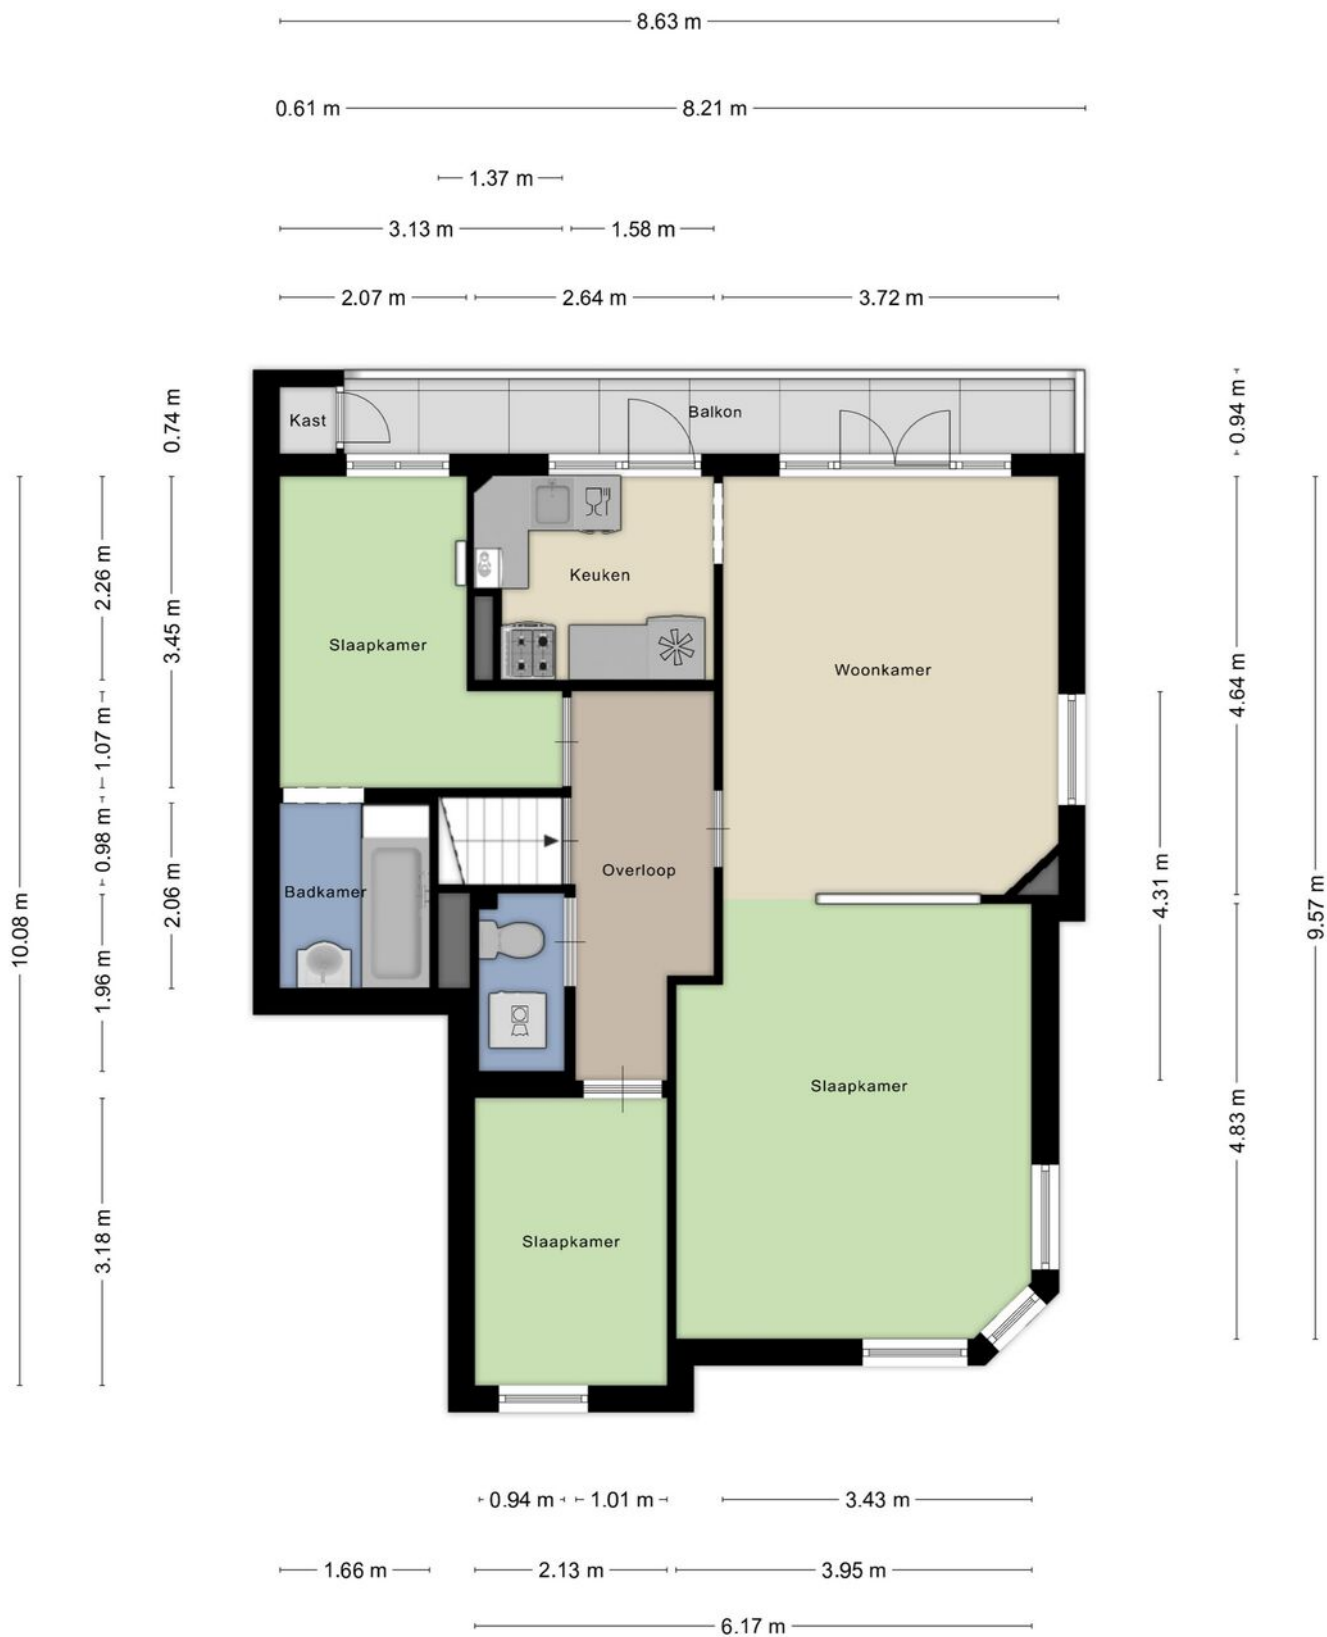 8.63 m
0.61 m
8.21 m
1.37 m
3.13 m
1.58 m
2.07 m
2.64 m
3.72 m
0.74 m
0.94 m
Kast
Balkon
2.26 m
3.45 m
Keuken
Slaapkamer
Woonkamer
4.64 m
1.07 m
0.98 m
Overloop
Badkamer
2.06 m
4.31 m
10.08 m
9.57 m
1.96 m
Slaapkamer
4.83 m
3.18 m
Slaapkamer
0.94 m
1.01 m
3.43 m
1.66 m
2.13 m
3.95 m
6.17 m